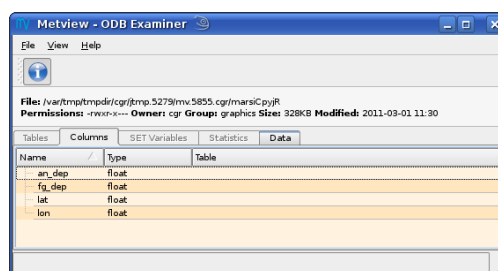 Metview - ODB Examiner
File View Help
File: /var/tmp/tmpdir/cgr/jtmp.5279/mv.5855.cgr/marsiCpyjR
Permissions: -rwxr-x--- Owner: cgr Group: graphics Size: 328KB Modified: 2011-03-01 11:30
Tables Columns SET Variables Statistics Data
Name Type Table
an_dep float
fg_dep float
lat float
lon float